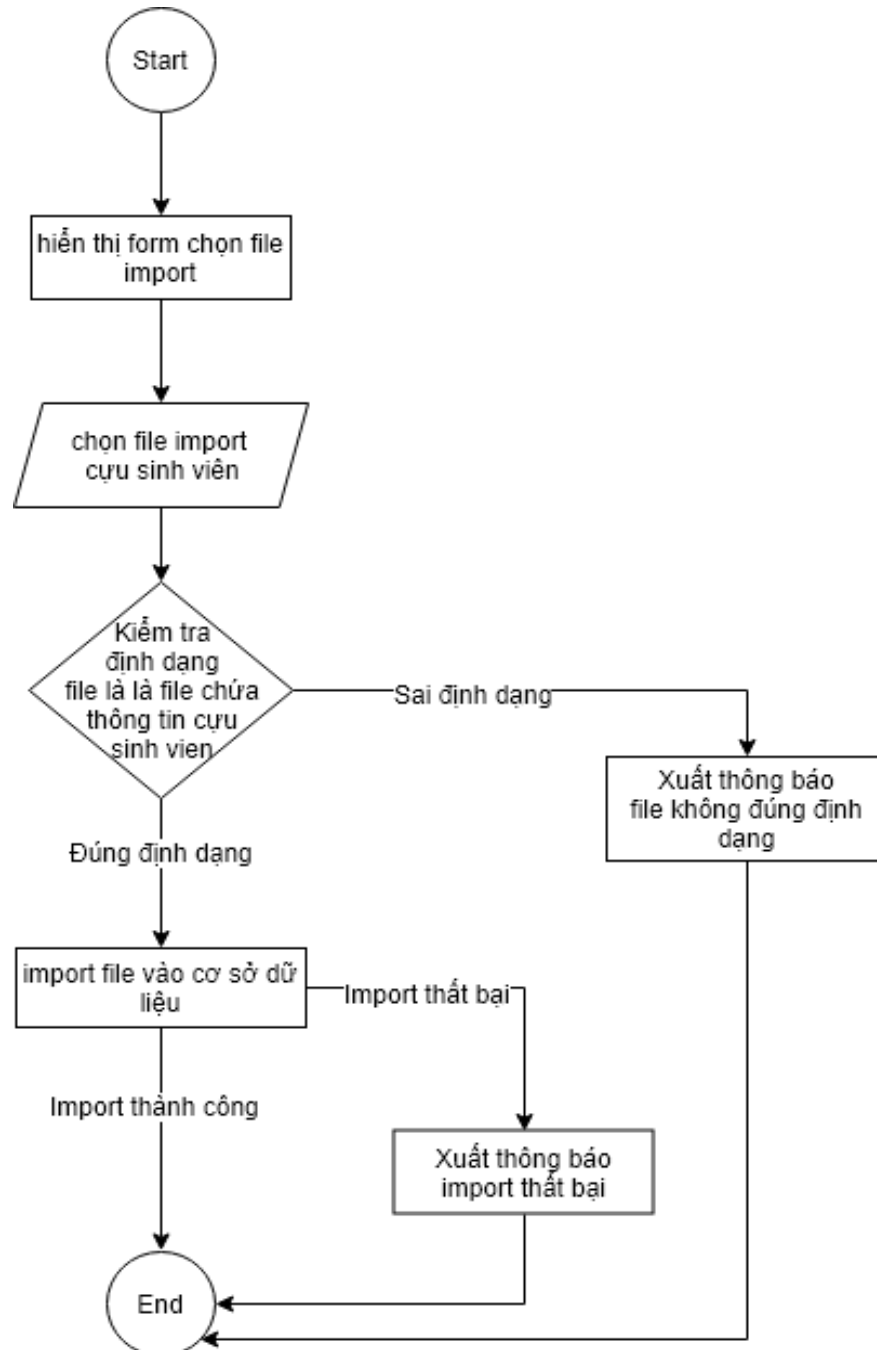 Start
hiển thị form chọn file
import
chọn file import
cựu sinh viên
Kiểm tra
định dạng
file là là file chứa
thông tin cựu
sinh vien
Sai định dạng
Xuất thông báo
file không đúng định
dạng
Đúng định dạng
import file vào cơ sở dữ
liệu
Import thất bại
Import thành công
Xuất thông báo
import thất bại
End